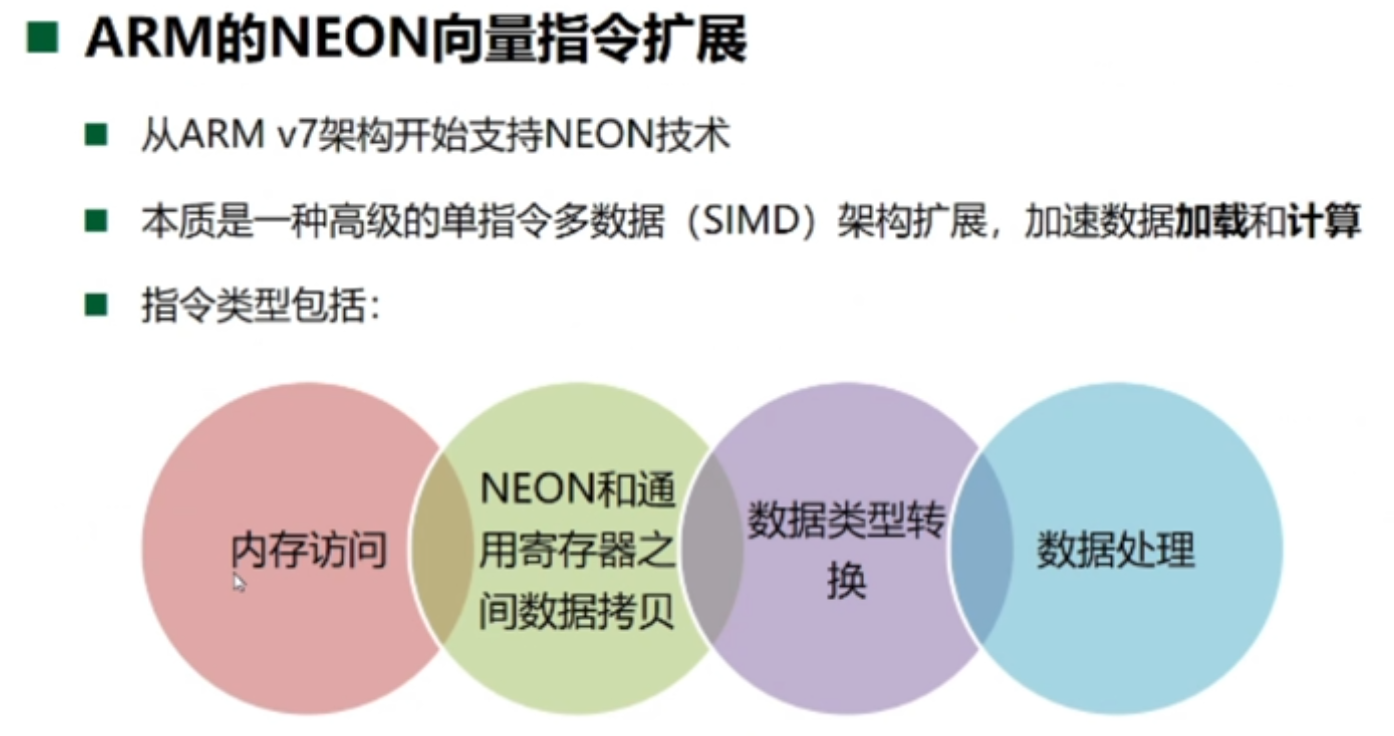 ARM的NEON向量指令扩展
从ARM v7架构开始支持NEON技术
本质是一种高级的单指令多数据（SIMD）架构扩展，加速数据加载和计算
指令类型包括：
内存访问
NEON和通
用寄存器之
间数据拷贝
数据类型转
换
数据处理